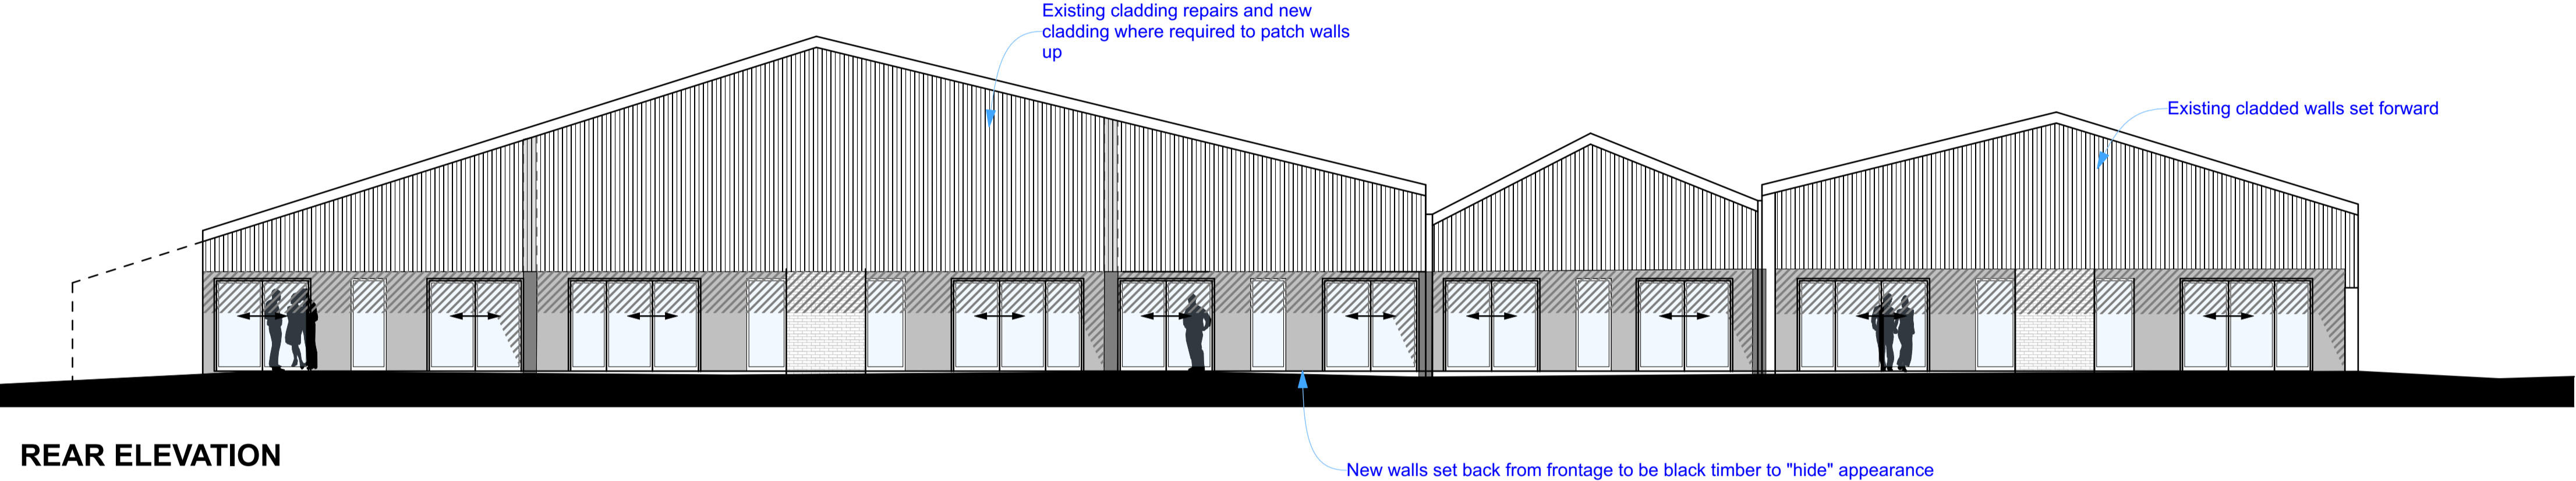 Existing cladding repairs and new
cladding where required to patch walls
up
Existing cladded walls set forward
REAR ELEVATION
New walls set back from frontage to be black timber to "hide" appearance